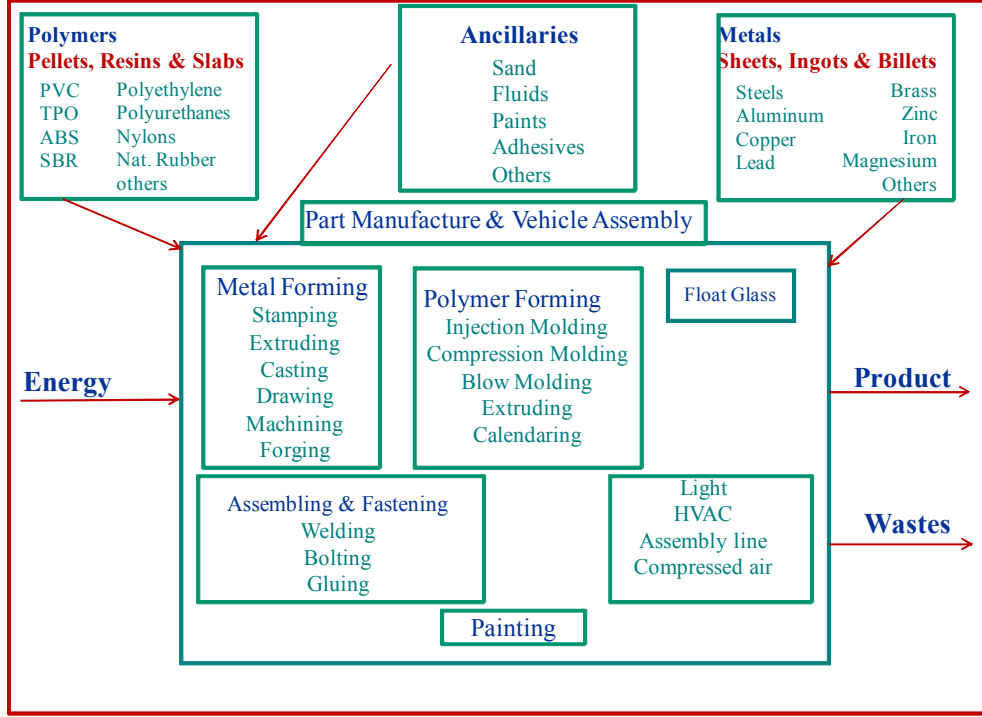 Polymers
Pellets, Resins & Slabs
PVC Polyethylene
TPO Polyurethanes
ABS Nylons
SBR Nat. Rubber
others
Ancillaries
Sand
Fluids
Paints
Adhesives
Others
Metals
Sheets, Ingots & Billets
Steels Brass
Aluminum Zinc
Copper Iron
Lead Magnesium
Others
Part Manufacture & Vehicle Assembly
Metal Forming
Stamping
Extruding
Casting
Drawing
Machining
Forging
Polymer Forming
Injection Molding
Compression Molding
Blow Molding
Extruding
Calendaring
Float Glass
Energy
Product
Assembling & Fastening
Welding
Bolting
Gluing
Light
HVAC
Assembly line
Compressed air
Wastes
Painting